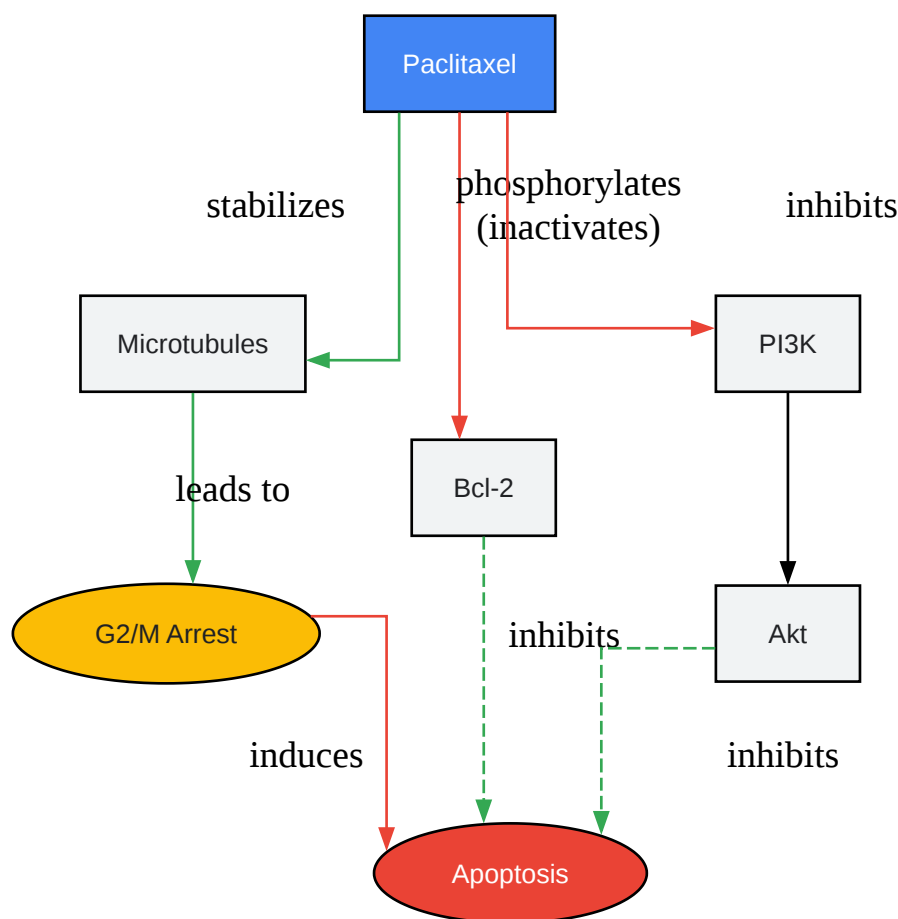 Paclitaxel
stabilizes
phosphorylates
(inactivates)
inhibits
Microtubules
PI3K
leads to
Bcl-2
G2/M Arrest
inhibits
Akt
induces
inhibits
Apoptosis